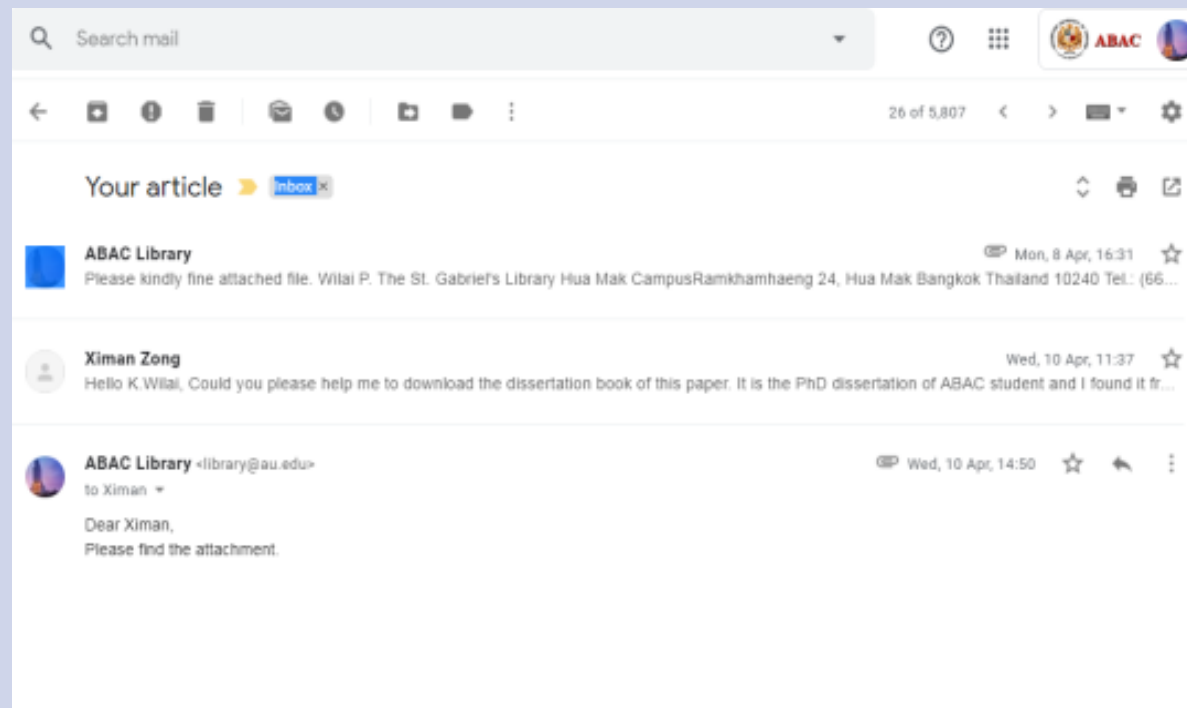 Search mail
ABAC
26 of 5,807
Your article Inbox ×
ABAC Library Mon, 8 Apr, 16:31
Please kindly fine attached file. Wilai P. The St. Gabriel's Library Hua Mak CampusRamkhamhaeng 24, Hua Mak Bangkok Thailand 10240 Tel.: (66...
Ximan Zong Wed, 10 Apr, 11:37
Hello K.Wilai, Could you please help me to download the dissertation book of this paper. It is the PhD dissertation of ABAC student and I found it fr...
ABAC Library <library@au.edu> Wed, 10 Apr, 14:50
to Ximan
Dear Ximan,
Please find the attachment.